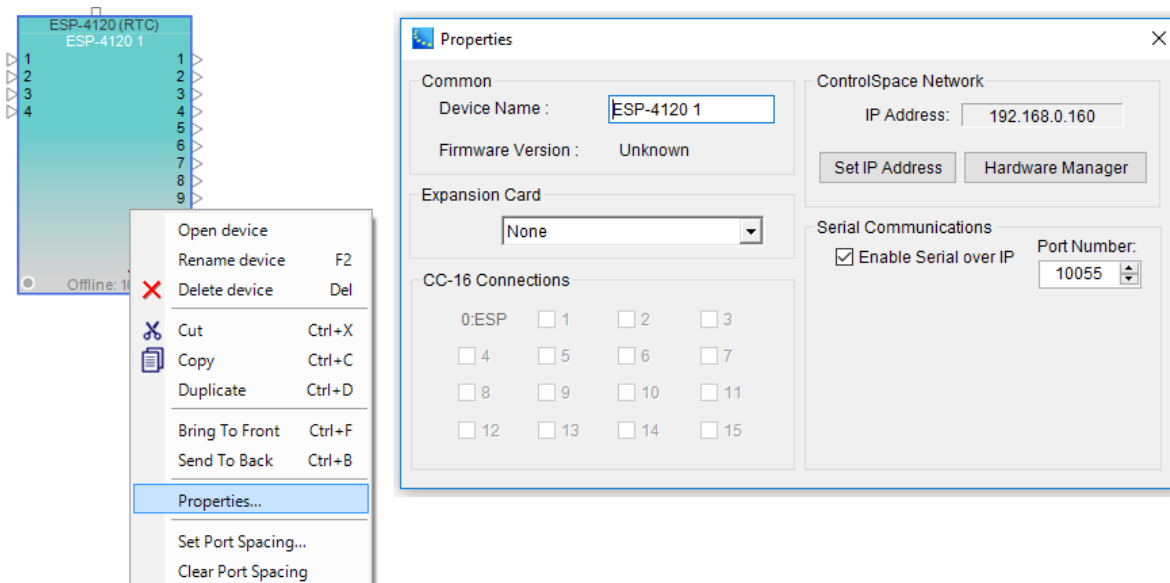 ESP-4120 (RTC)
ESP-4120 1
1 1
2 2
3 3
4 4
5
6
7
8
9
Offline: 1
Open device
Rename device F2
Delete device Del
Cut Ctrl+X
Copy Ctrl+C
Duplicate Ctrl+D
Bring To Front Ctrl+F
Send To Back Ctrl+B
Properties...
Set Port Spacing...
Clear Port Spacing
Properties
Common
Device Name : ESP-4120 1
Firmware Version : Unknown
Expansion Card
None
CC-16 Connections
0:ESP 1 2 3
4 5 6 7
8 9 10 11
12 13 14 15
ControlSpace Network
IP Address: 192.168.0.160
Set IP Address Hardware Manager
Serial Communications
Enable Serial over IP
Port Number:
10055